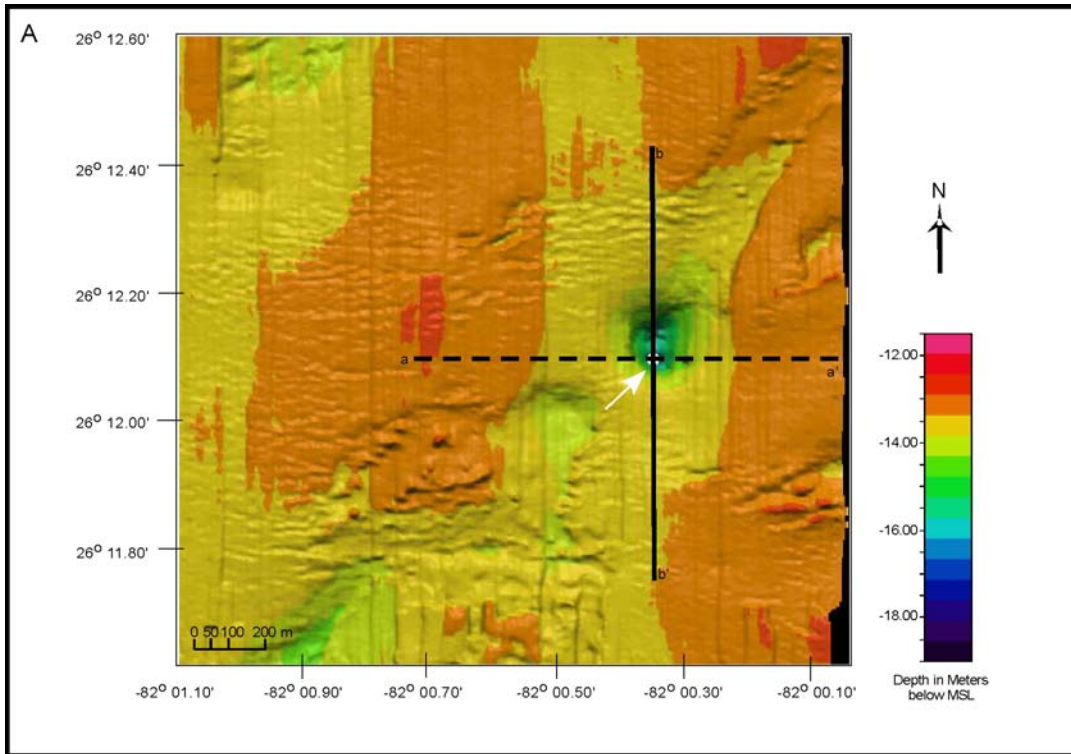 A
26° 12.60'
26° 12.40'
26° 12.20'
26° 12.00'
26° 11.80'
b
a
a'
b'
0 50 100 200 m
-82° 01.10' -82° 00.90' -82° 00.70' -82° 00.50' -82° 00.30' -82° 00.10'
N
-12.00
-14.00
-16.00
-18.00
Depth in Meters
below MSL